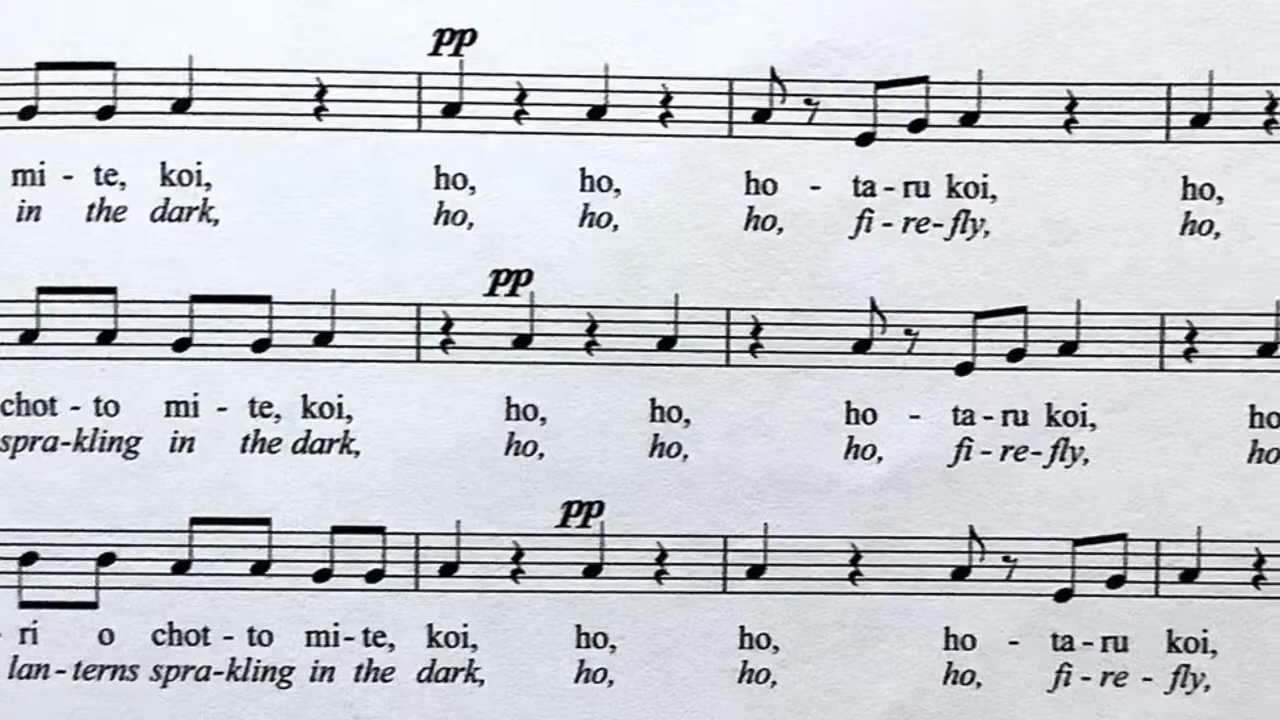 pp
mi - te, koi, ho, ho, ho - ta - ru koi, ho,
in the dark, ho, ho, ho, fi - re - fly, ho,
pp
chot - to mi - te, koi, ho, ho, ho - ta - ru koi, ho
spra - kling in the dark, ho, ho, ho, fi - re - fly, ho
pp
- ri o chot - to mi - te, koi, ho, ho, ho - ta - ru koi,
lan - terns spra - kling in the dark, ho, ho, ho, fi - re - fly,